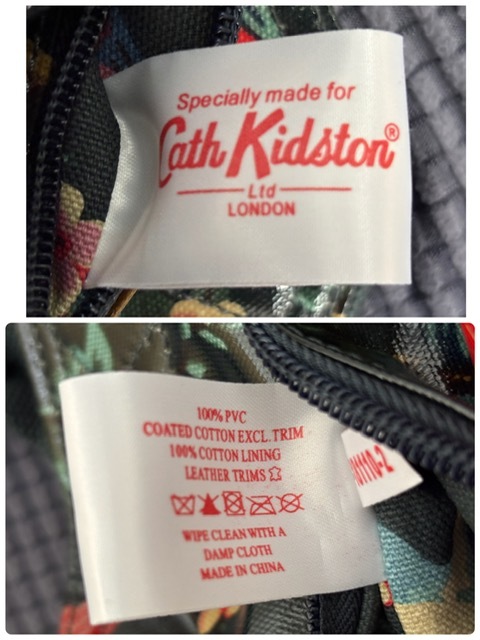 Specially made for
Cath Kidston®
Ltd
LONDON
100% PVC
COATED COTTON EXCL. TRIM
100% COTTON LINING
LEATHER TRIMS
WIPE CLEAN WITH A
DAMP CLOTH
MADE IN CHINA